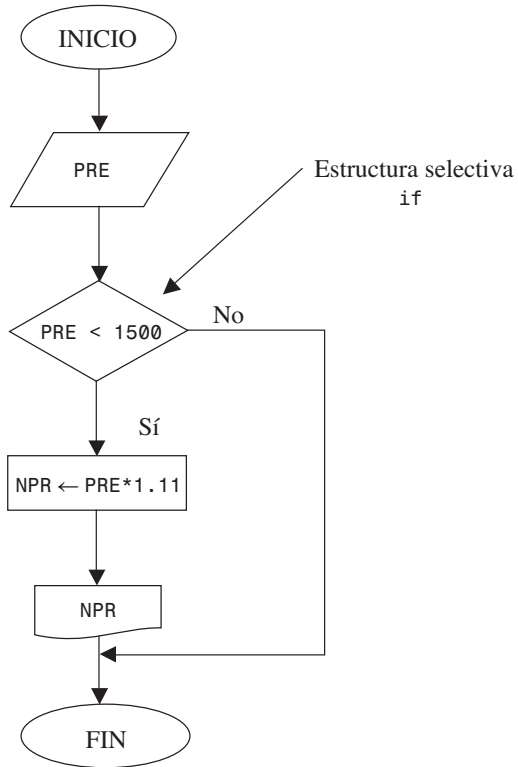 INICIO
PRE
Estructura selectiva
if
PRE < 1500
No
Sí
NPR ← PRE*1.11
NPR
FIN